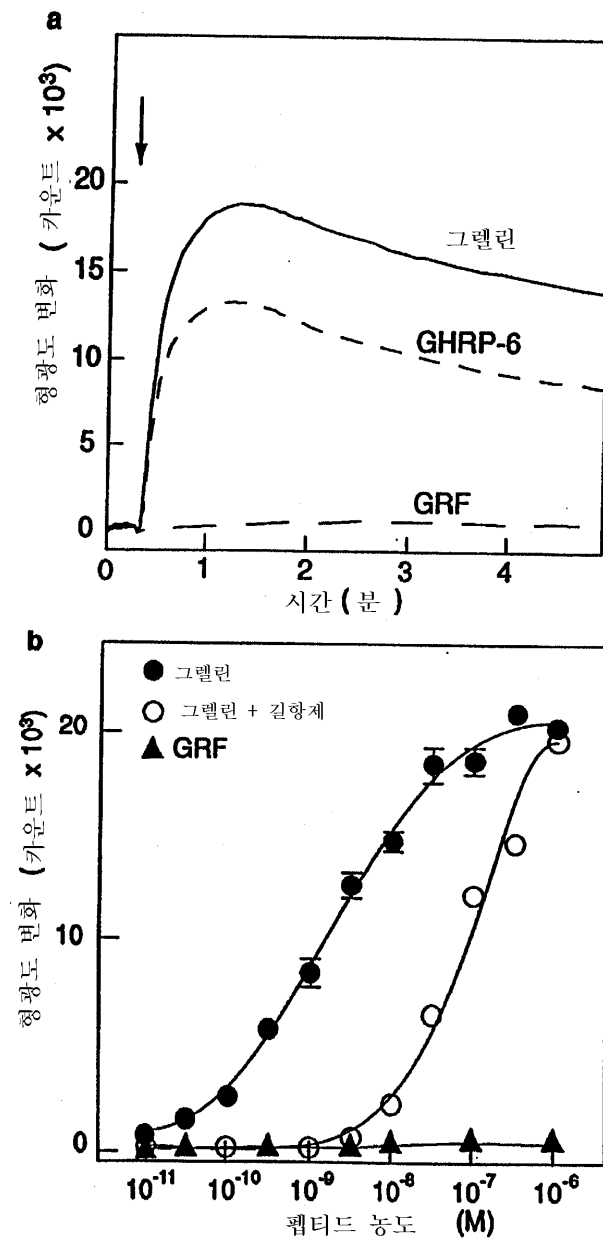 a
형광도 변화 (카운트 x 10³)
20
15
10
5
0
그렐린
GHRP-6
GRF
0 1 2 3 4
시간 (분)
b
● 그렐린
○ 그렐린 + 길항제
▲ GRF
형광도 변화 (카운트 x10³)
20
10
0
10⁻¹¹ 10⁻¹⁰ 10⁻⁹ 10⁻⁸ 10⁻⁷ 10⁻⁶
펩티드 농도 (M)